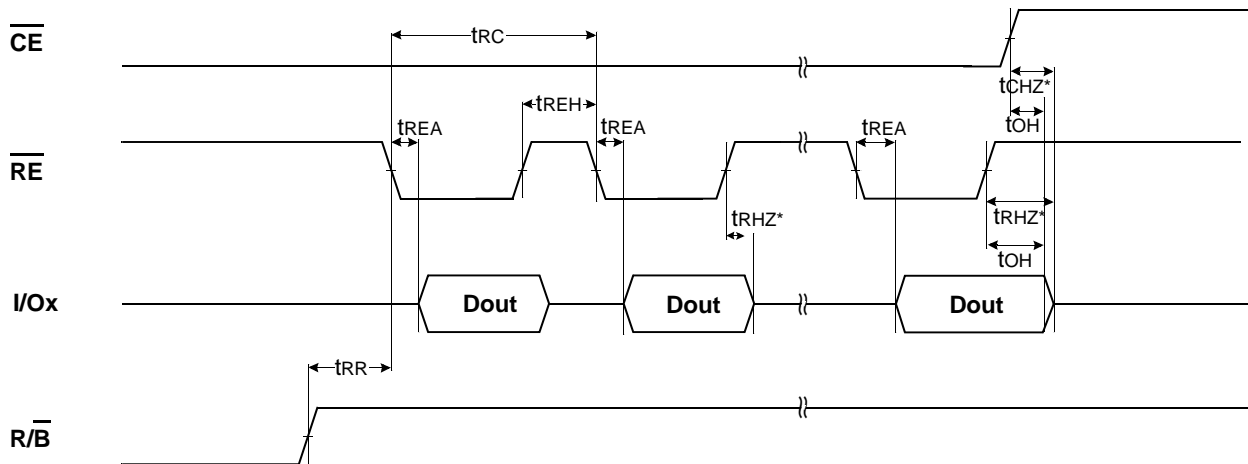 CE
tRC
tCHZ*
tREH
tOH
tREA
tREA
tREA
RE
tRHZ*
tRHZ*
tOH
I/Ox
Dout
Dout
Dout
tRR
R/B